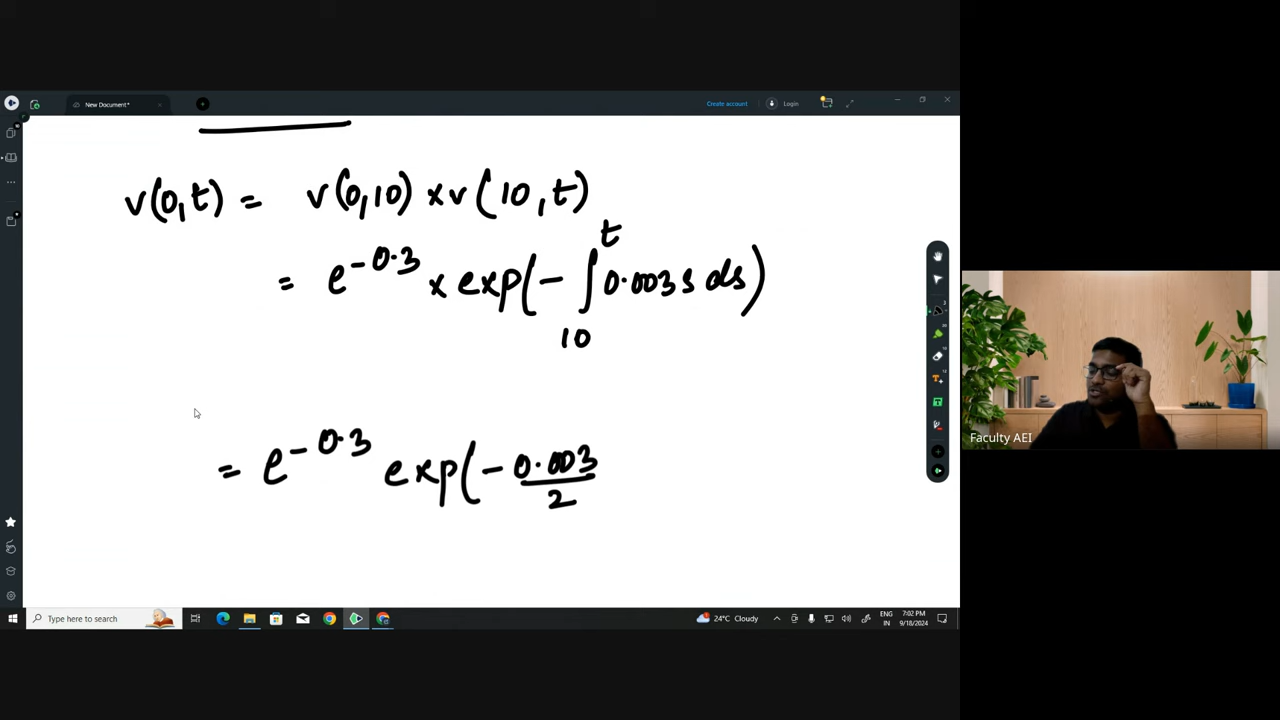 New Document*
Create account
Login
v(0,t) = v(0,10) × v(10,t)
= e^{-0.3} × exp(- ∫_{10}^{t} 0.003s ds)
= e^{-0.3} exp(- 0.003/2
Faculty AEI
Type here to search
24°C Cloudy
ENG
IN
7:02 PM
9/18/2024